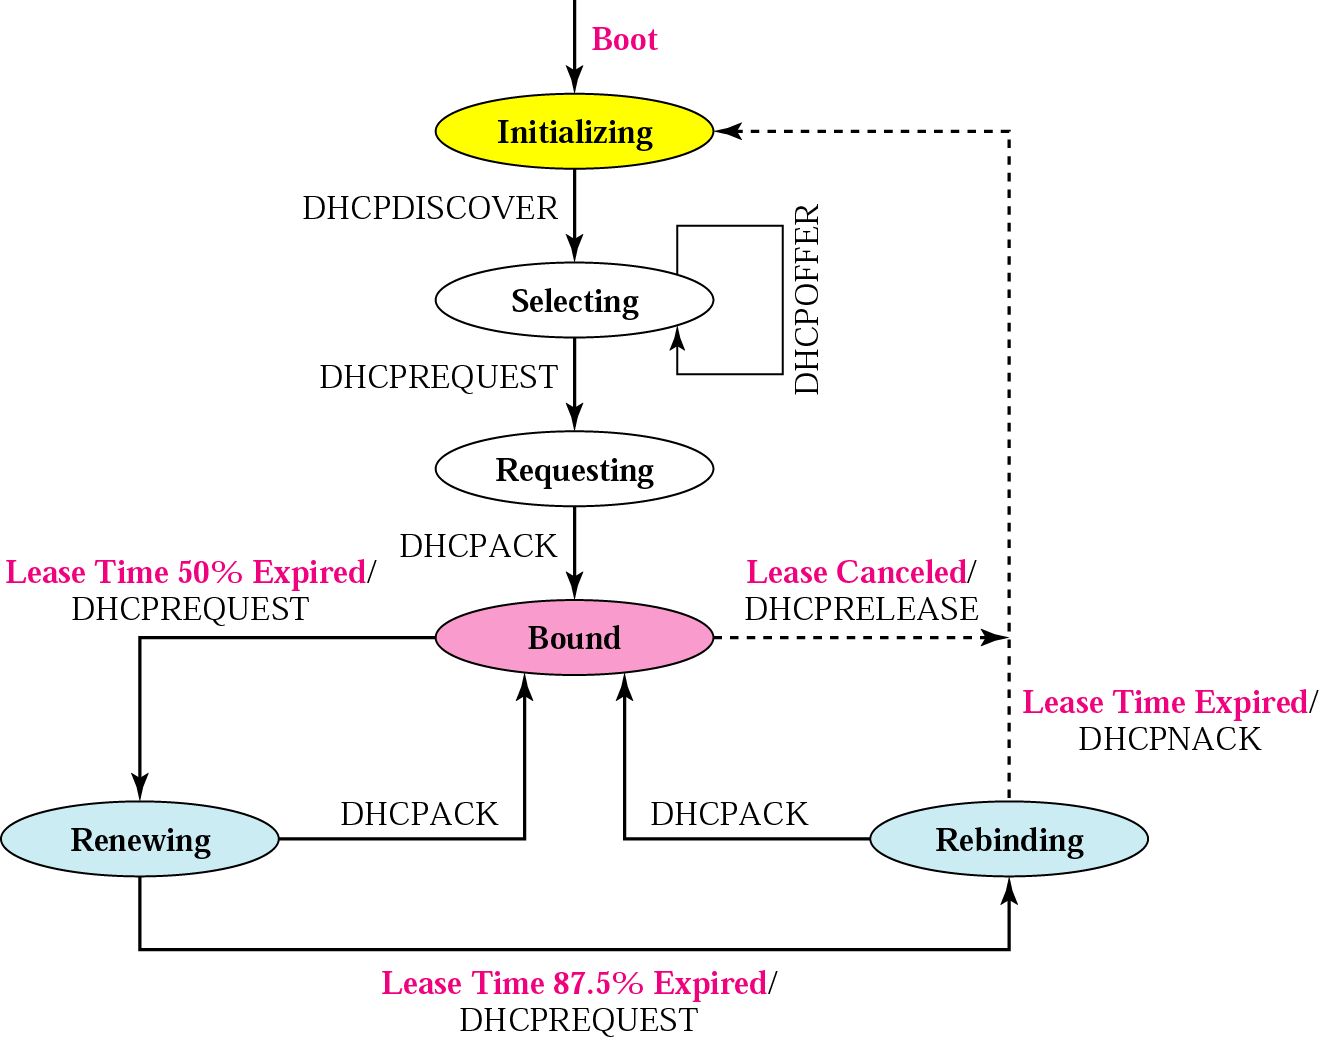 Boot
Initializing
DHCPDISCOVER
DHCPOFFER
Selecting
DHCPREQUEST
Requesting
DHCPACK
Lease Time 50% Expired/
DHCPREQUEST
Lease Canceled/
DHCPRELEASE
Bound
Lease Time Expired/
DHCPNACK
DHCPACK
DHCPACK
Renewing
Rebinding
Lease Time 87.5% Expired/
DHCPREQUEST